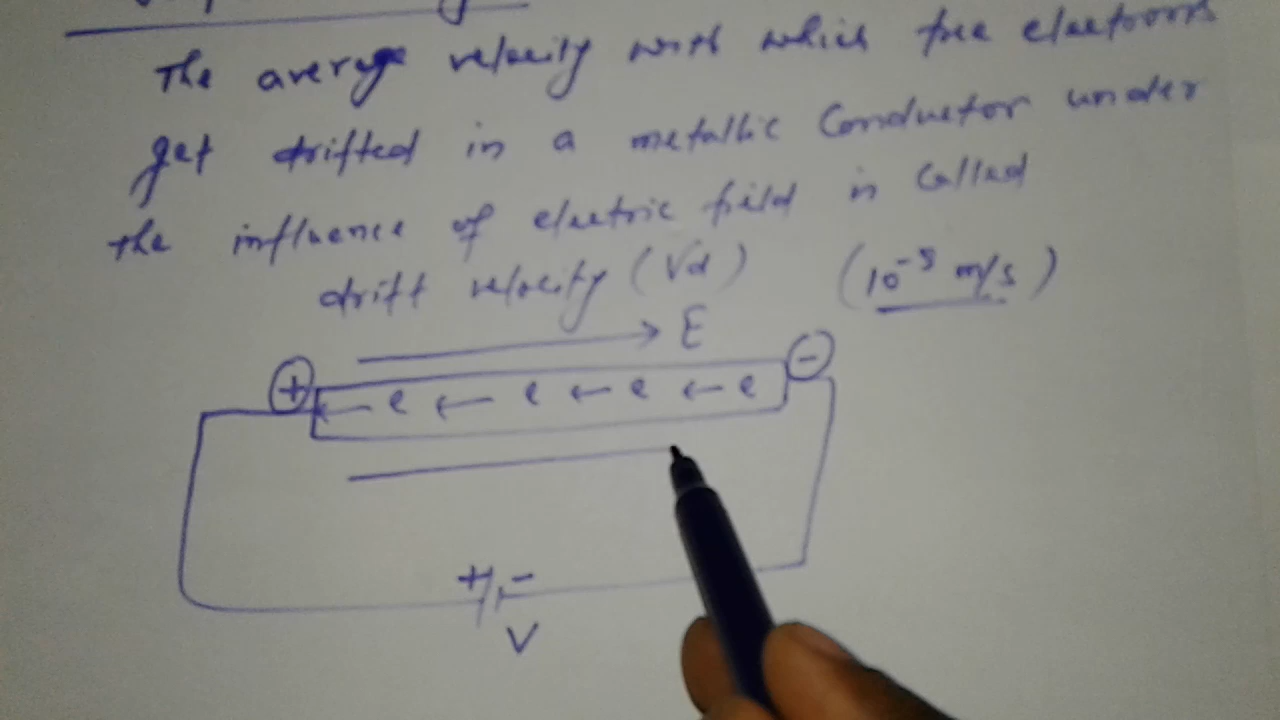 The average velocity with which free electrons
get drifted in a metallic Conductor under
the influence of electric field is Called
drift velocity (Vd) (10⁻⁵ m/s)
E
+ e e e e -
+ -
V